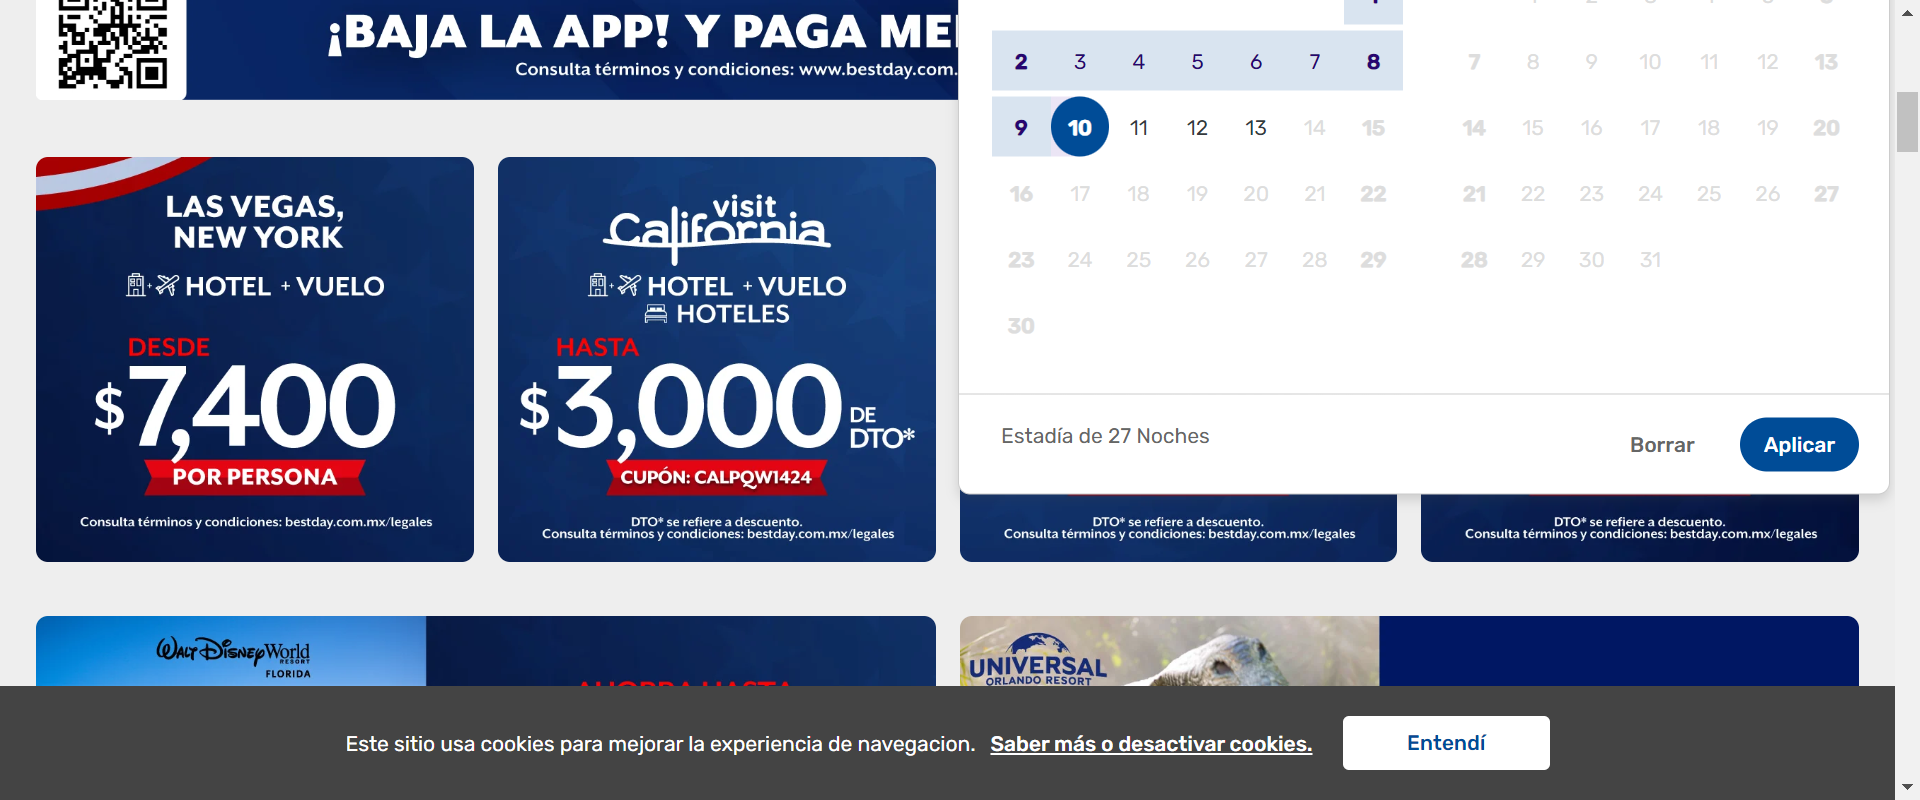 ¡BAJA LA APP! Y PAGA
Consulta términos y condiciones: www.bestday.com.
LAS VEGAS,
NEW YORK
+ HOTEL + VUELO
DESDE
$7,400
POR PERSONA
Consulta términos y condiciones: bestday.com.mx/legales
visit
California
+ HOTEL + VUELO
HOTELES
HASTA
$3,000 DE DTO*
CUPÓN: CALPQW1424
DTO* se refiere a descuento.
Consulta términos y condiciones: bestday.com.mx/legales
2 3 4 5 6 7 8
9 10 11 12 13 14 15
16 17 18 19 20 21 22
23 24 25 26 27 28 29
30
7 8 9 10 11 12 13
14 15 16 17 18 19 20
21 22 23 24 25 26 27
28 29 30 31
Estadía de 27 Noches
Borrar
Aplicar
DTO* se refiere a descuento.
Consulta términos y condiciones: bestday.com.mx/legales
DTO* se refiere a descuento.
Consulta términos y condiciones: bestday.com.mx/legales
Walt Disney World
RESORT
FLORIDA
AHORRA HASTA
UNIVERSAL
ORLANDO RESORT
Este sitio usa cookies para mejorar la experiencia de navegacion. Saber más o desactivar cookies.
Entendí